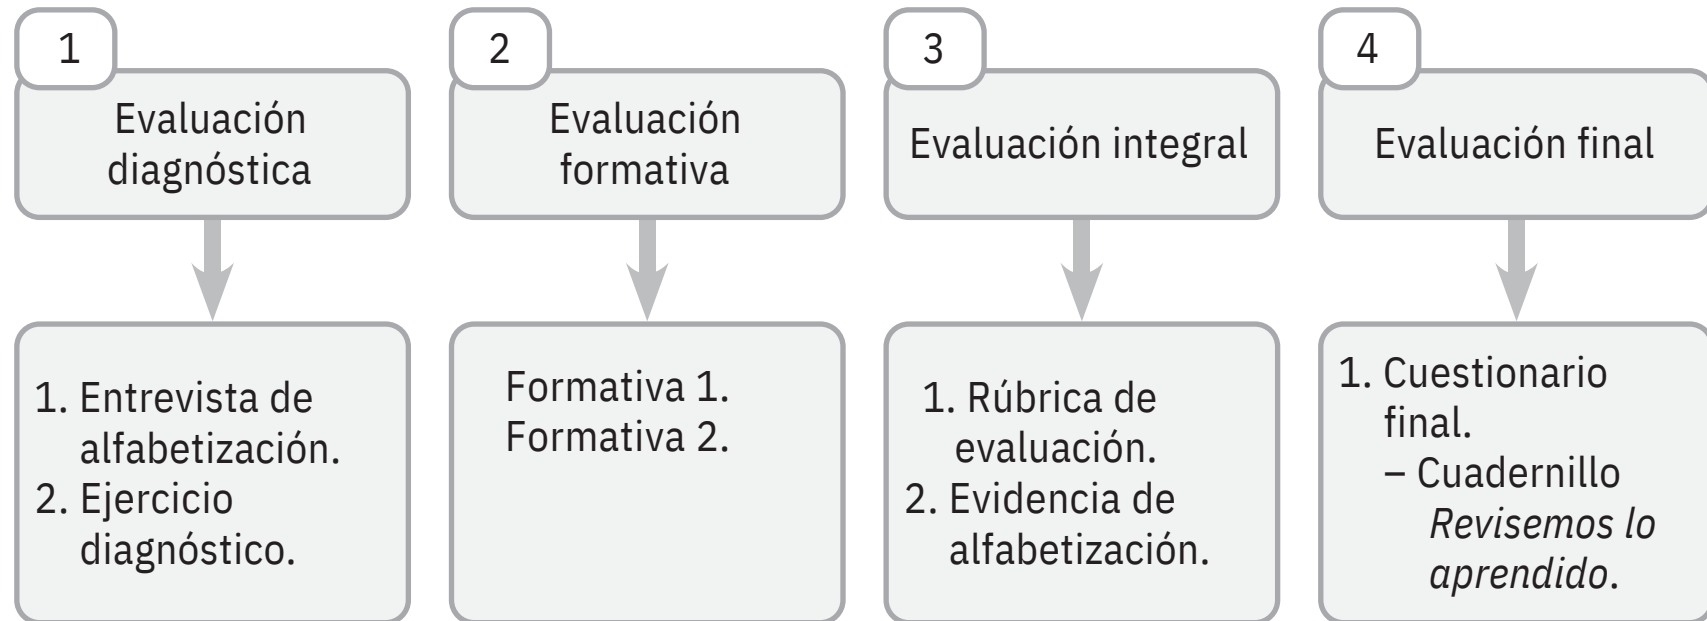 1
Evaluación
diagnóstica
1. Entrevista de
alfabetización.
2. Ejercicio
diagnóstico.
2
Evaluación
formativa
Formativa 1.
Formativa 2.
3
Evaluación integral
1. Rúbrica de
evaluación.
2. Evidencia de
alfabetización.
4
Evaluación final
1. Cuestionario
final.
– Cuadernillo
Revisemos lo
aprendido.